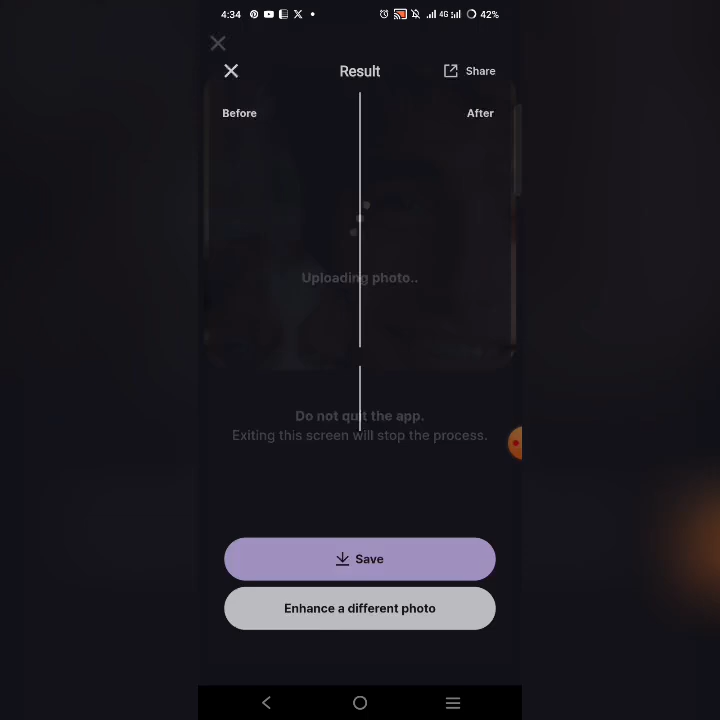 4:34 4G 42%
Result Share
Before After
Uploading photo..
Do not quit the app.
Exiting this screen will stop the process.
Save
Enhance a different photo